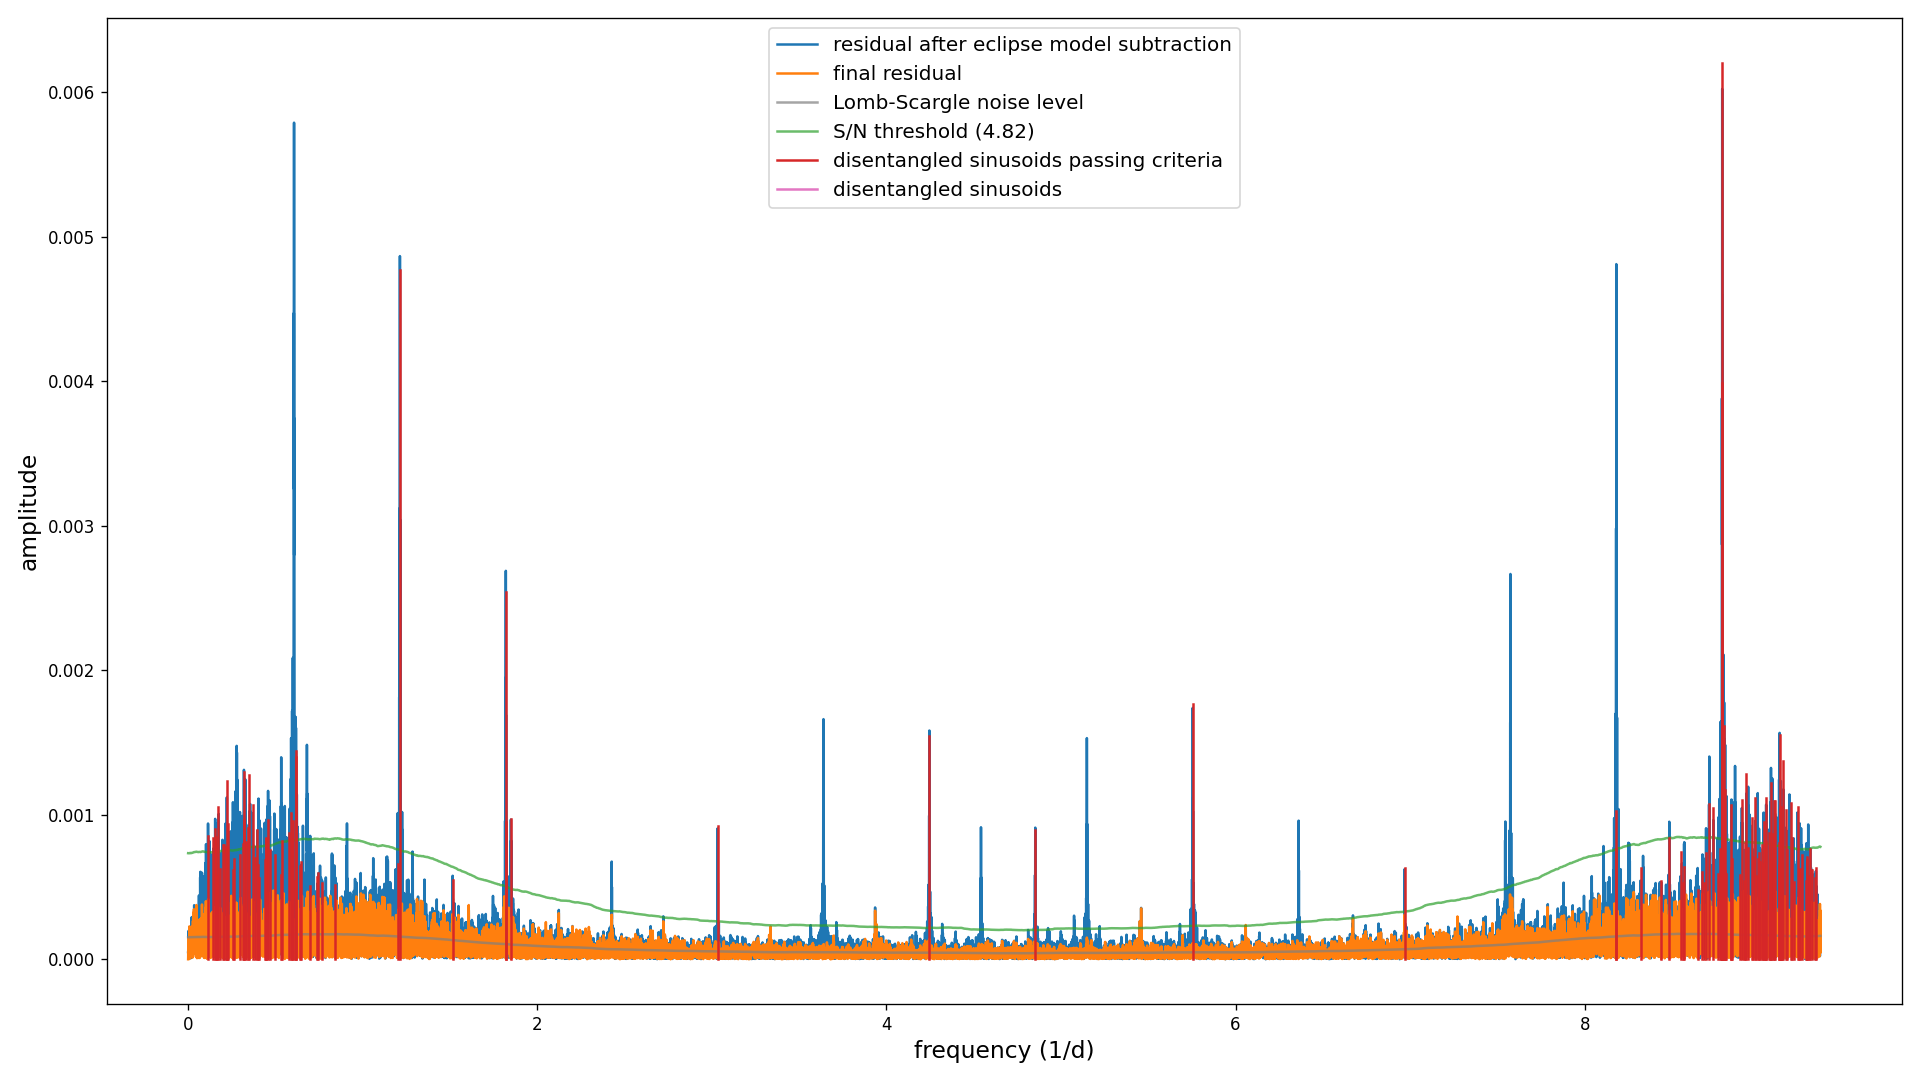 residual after eclipse model subtraction
final residual
Lomb-Scargle noise level
S/N threshold (4.82)
disentangled sinusoids passing criteria
disentangled sinusoids
amplitude
0.006
0.005
0.004
0.003
0.002
0.001
0.000
0 2 4 6 8
frequency (1/d)